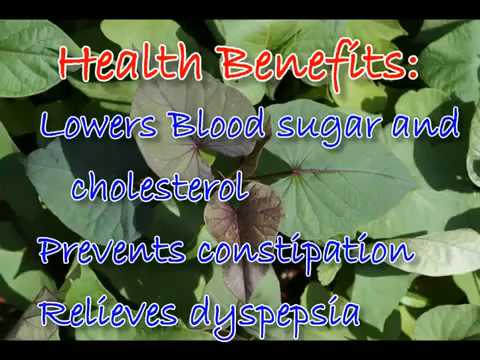 Health Benefits:
Lowers Blood sugar and
cholesterol
Prevents constipation
Relieves dyspepsia